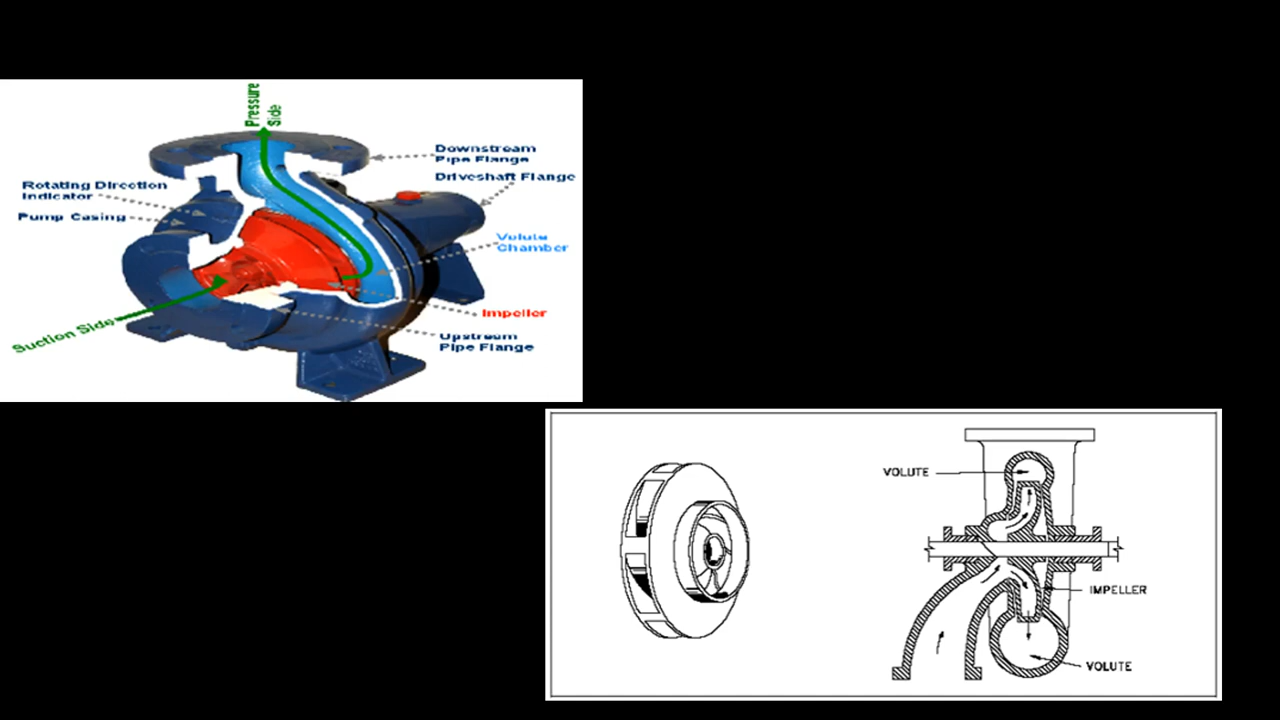 Pressure
Side
Downstream
Pipe Flange
Driveshaft Flange
Rotating Direction
Indicator
Pump Casing
Volute
Chamber
Impeller
Suction Side
Upstream
Pipe Flange
VOLUTE
IMPELLER
VOLUTE